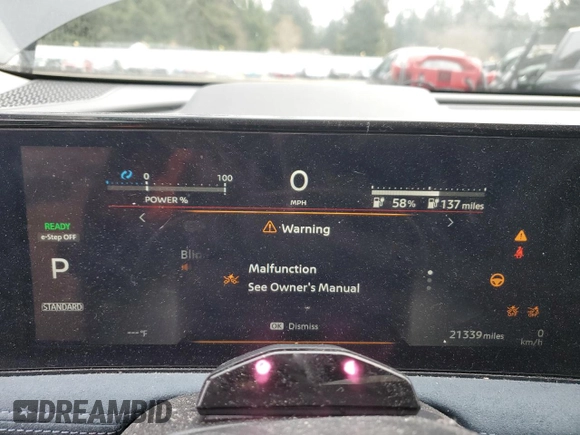 0 100
POWER %
0
MPH
58 %
137 miles
READY
e-Step OFF
P
STANDARD
Warning
Malfunction
See Owner's Manual
OK Dismiss
--- °F
21339 miles
0
km/h
DREAMBID